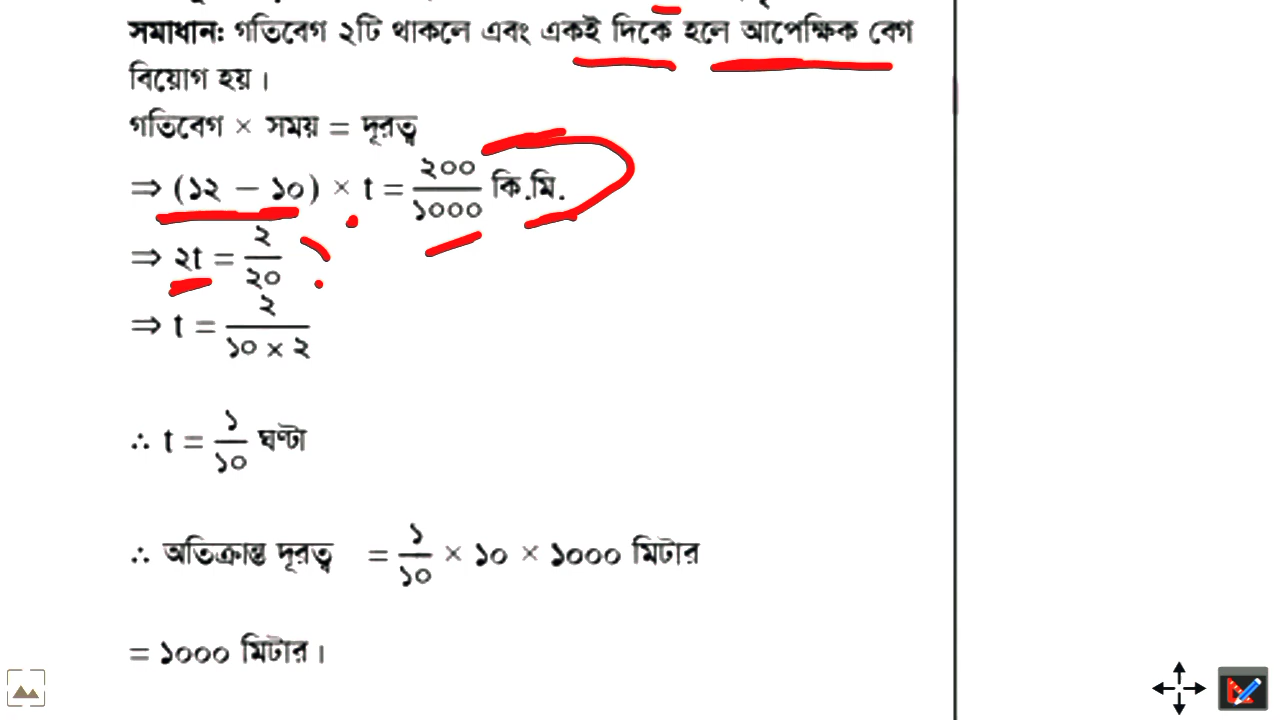 সমাধান: গতিবেগ ২টি থাকলে এবং একই দিকে হলে আপেক্ষিক বেগ
বিয়োগ হয়।
গতিবেগ × সময় = দূরত্ব
⇒ (১২ − ১০) × t = ২০০/১০০০ কি.মি.
⇒ ২t = ২/২০
⇒ t = ২/১০ × ২
∴ t = ১/১০ ঘণ্টা
∴ অতিক্রান্ত দূরত্ব = ১/১০ × ১০ × ১০০০ মিটার
= ১০০০ মিটার।